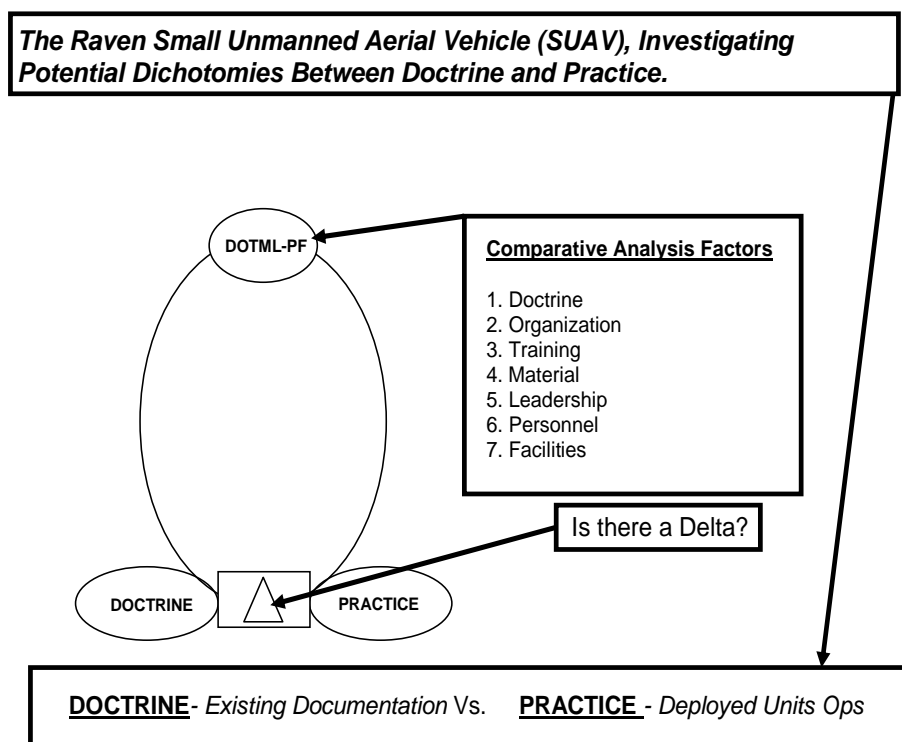 The Raven Small Unmanned Aerial Vehicle (SUAV), Investigating
Potential Dichotomies Between Doctrine and Practice.
DOTML-PF
Comparative Analysis Factors
1. Doctrine
2. Organization
3. Training
4. Material
5. Leadership
6. Personnel
7. Facilities
Is there a Delta?
DOCTRINE
PRACTICE
DOCTRINE- Existing Documentation Vs. PRACTICE - Deployed Units Ops